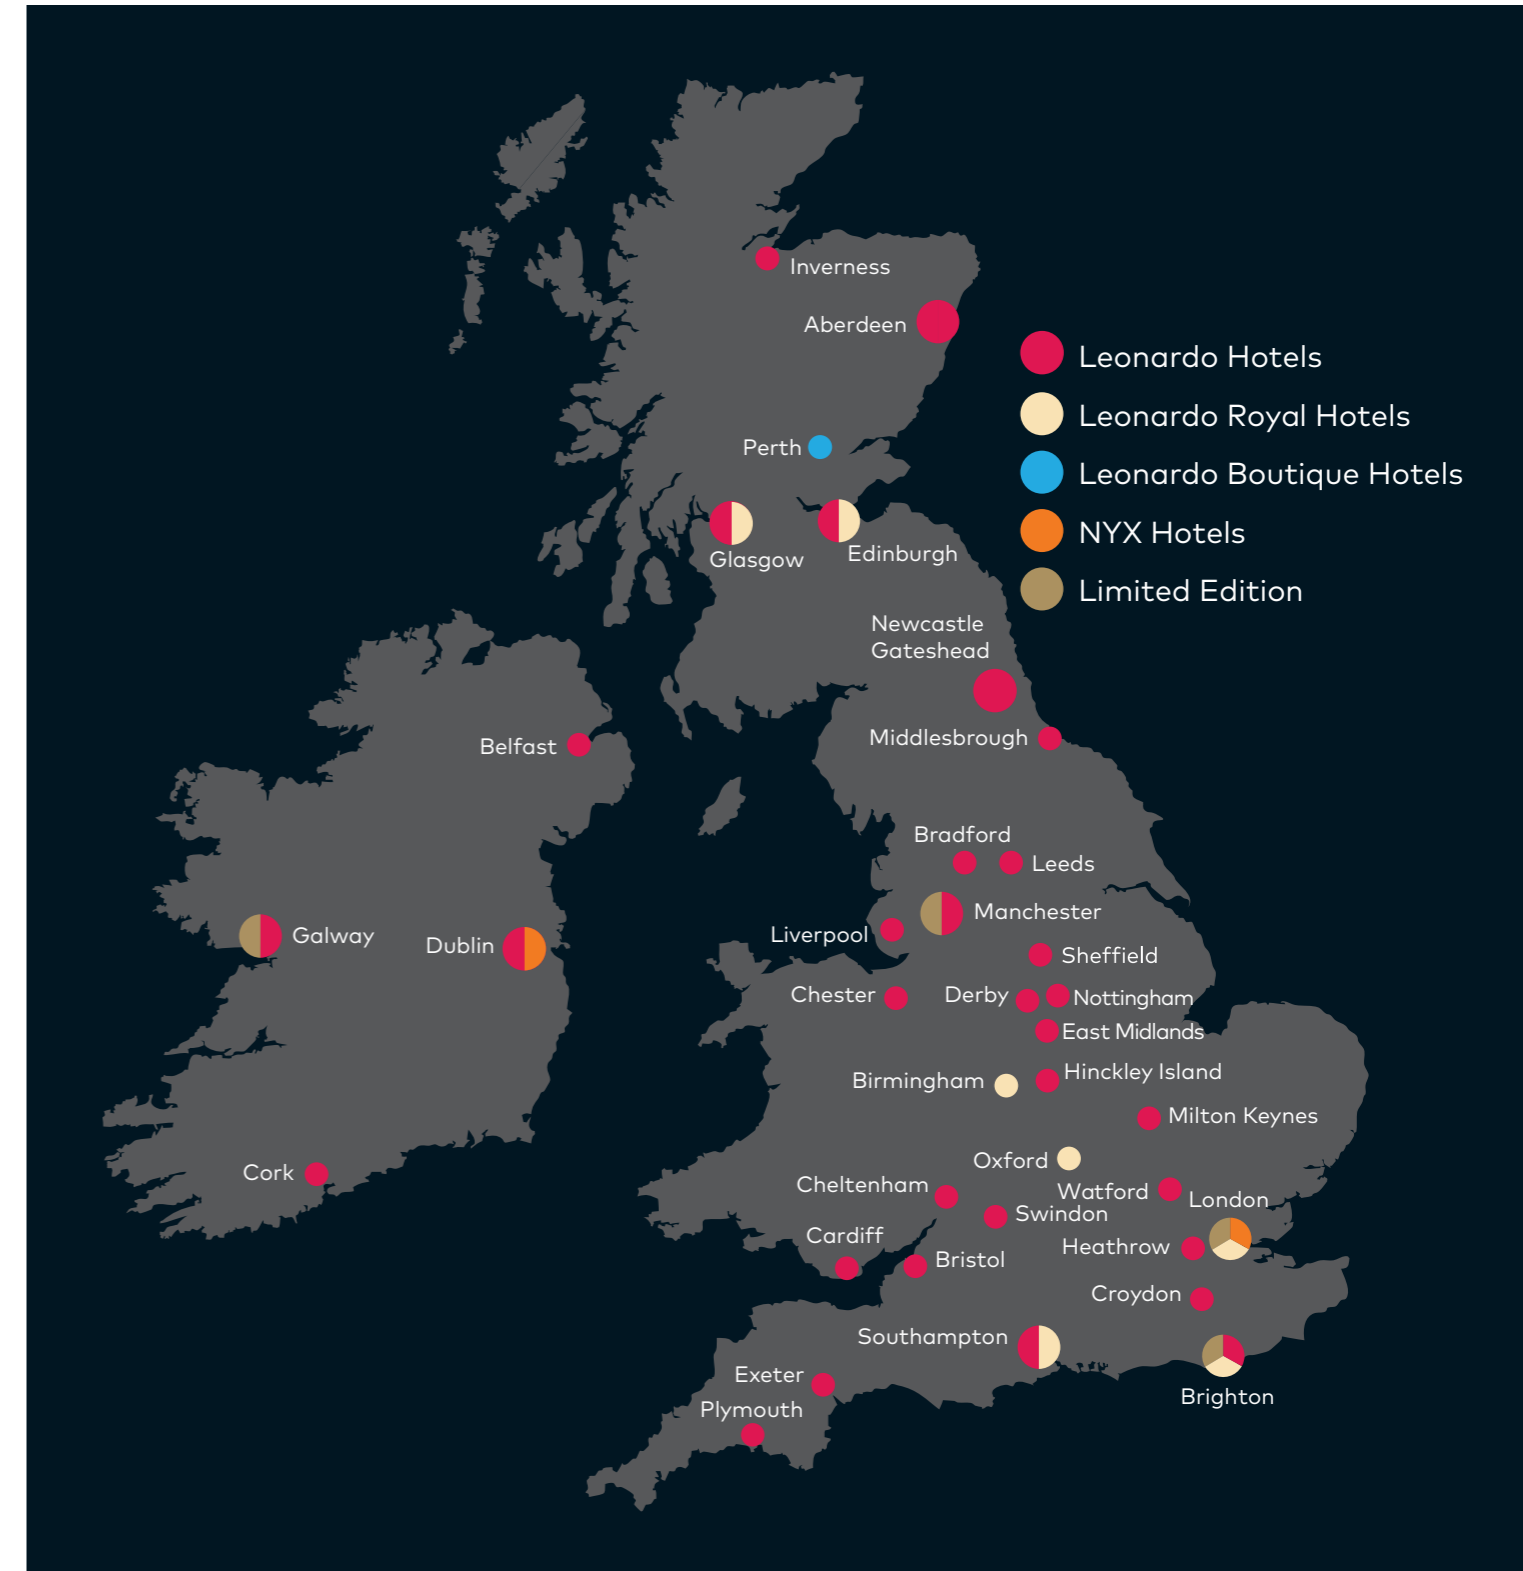 Inverness
Aberdeen
Leonardo Hotels
Leonardo Royal Hotels
Perth
Leonardo Boutique Hotels
NYX Hotels
Glasgow
Edinburgh
Limited Edition
Newcastle
Gateshead
Middlesbrough
Belfast
Bradford
Leeds
Manchester
Liverpool
Galway
Dublin
Sheffield
Chester
Derby
Nottingham
East Midlands
Hinckley Island
Birmingham
Milton Keynes
Oxford
Cork
Cheltenham
Watford
London
Swindon
Cardiff
Heathrow
Bristol
Croydon
Southampton
Exeter
Brighton
Plymouth